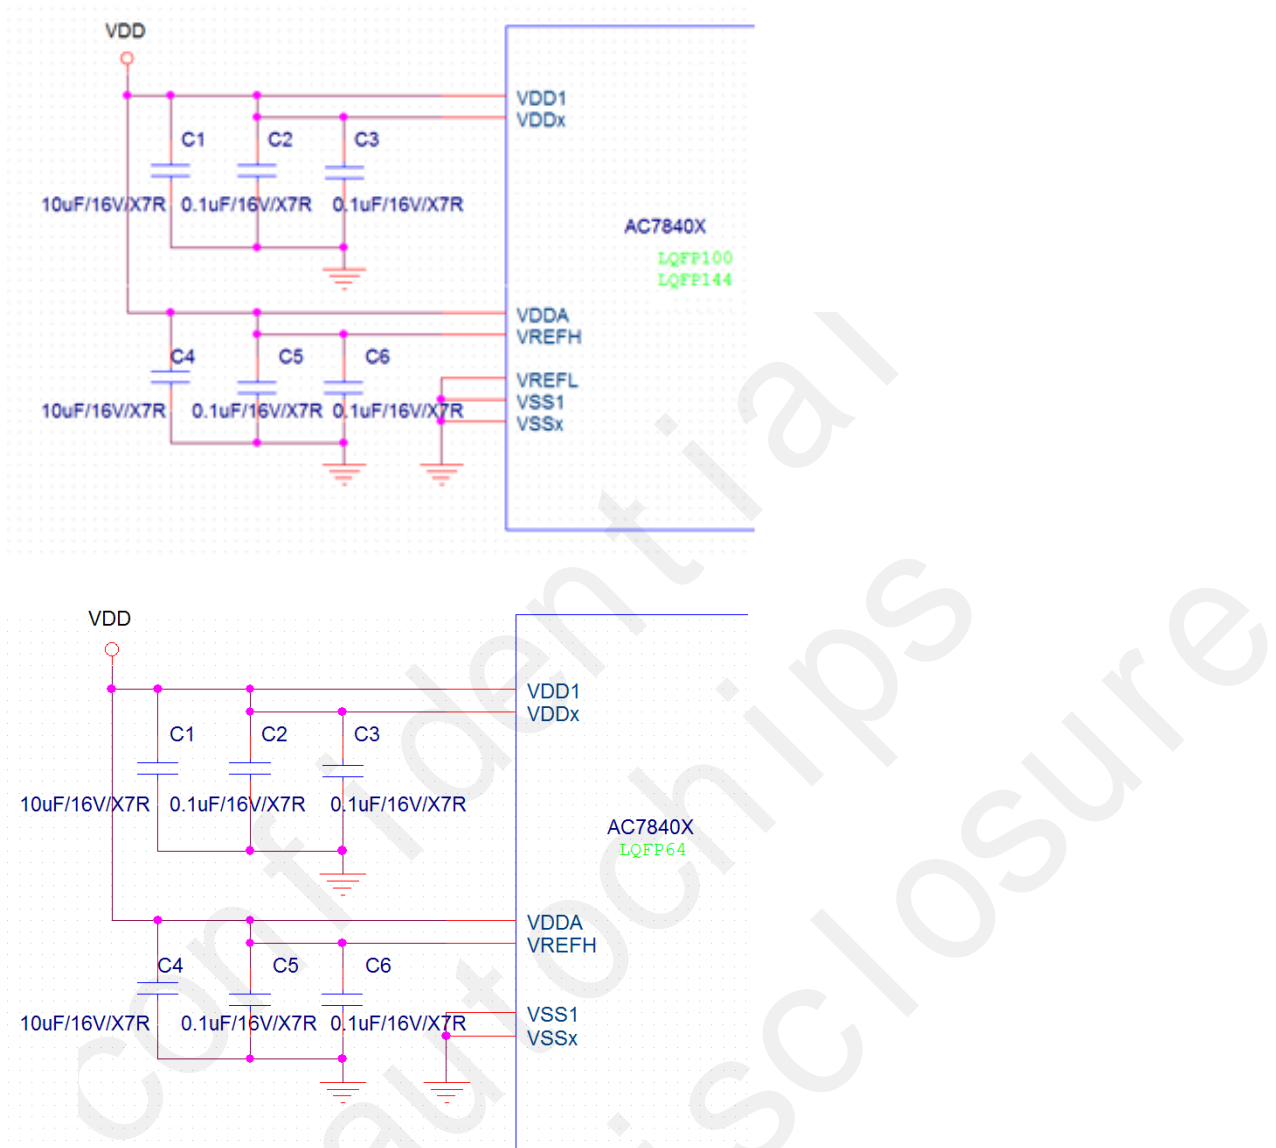 VDD
VDD1
VDDx
C1 C2 C3
10uF/16V/X7R 0.1uF/16V/X7R 0.1uF/16V/X7R
AC7840X
LQFP100
LQFP144
VDDA
VREFH
C4 C5 C6
VREFL
VSS1
10uF/16V/X7R 0.1uF/16V/X7R 0.1uF/16V/X7R
VSSx
VDD
VDD1
VDDx
C1 C2 C3
10uF/16V/X7R 0.1uF/16V/X7R 0.1uF/16V/X7R
AC7840X
LQFP64
VDDA
VREFH
C4 C5 C6
VSS1
10uF/16V/X7R 0.1uF/16V/X7R 0.1uF/16V/X7R
VSSx
confidential
autochips
isclosure